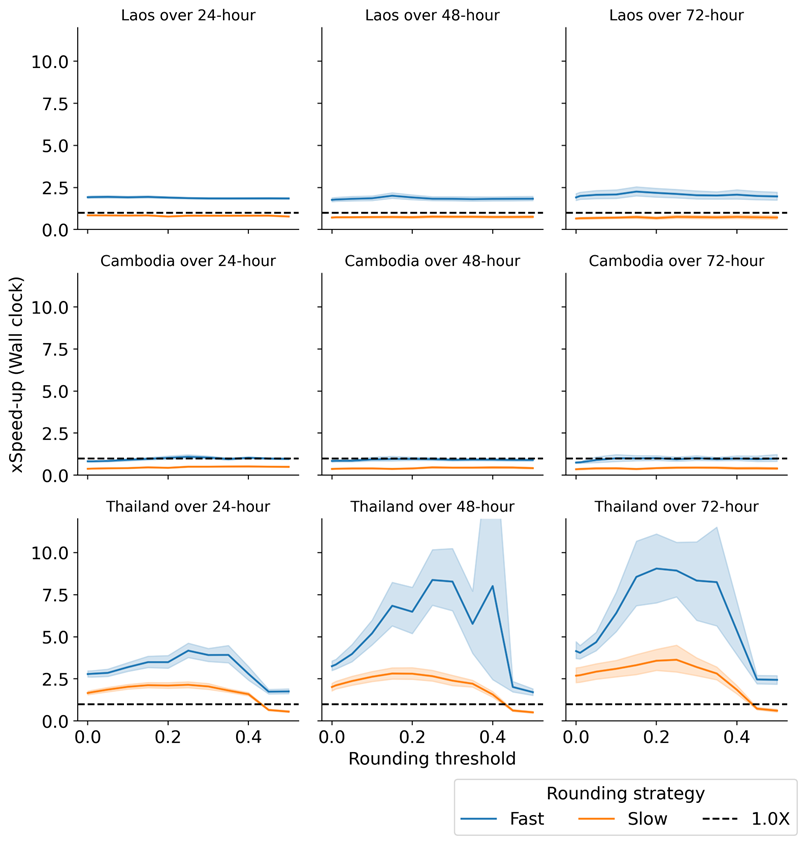 Laos over 24-hour Laos over 48-hour Laos over 72-hour
10.0
7.5
5.0
2.5
0.0
Cambodia over 24-hour Cambodia over 48-hour Cambodia over 72-hour
10.0
7.5
5.0
2.5
0.0
xSpeed-up (Wall clock)
Thailand over 24-hour Thailand over 48-hour Thailand over 72-hour
10.0
7.5
5.0
2.5
0.0
0.0 0.2 0.4 0.0 0.2 0.4 0.0 0.2 0.4
Rounding threshold
Rounding strategy
Fast Slow 1.0X